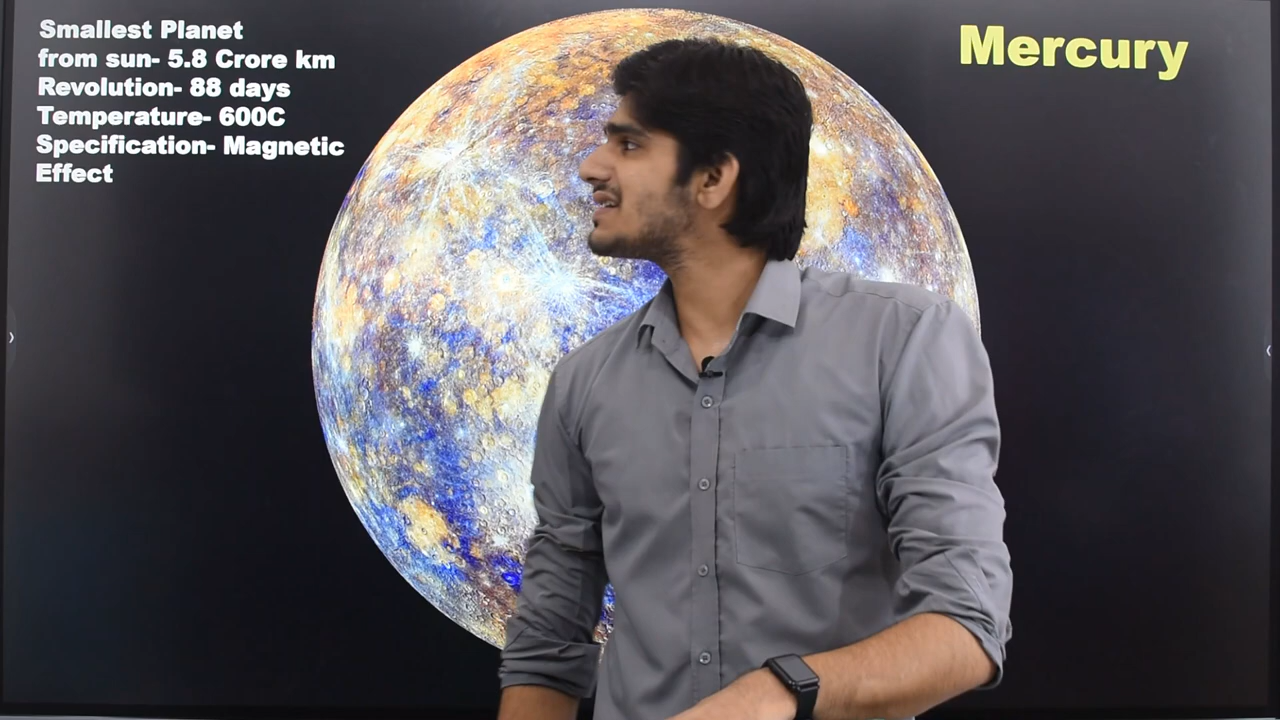 Smallest Planet
from sun- 5.8 Crore km
Revolution- 88 days
Temperature- 600C
Specification- Magnetic
Effect
Mercury